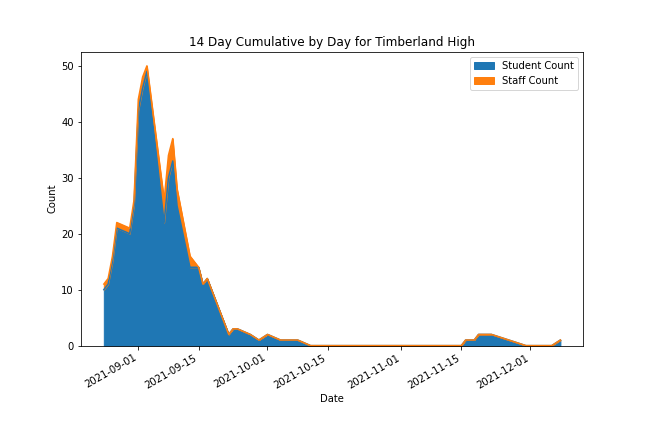 14 Day Cumulative by Day for Timberland High
Student Count
Staff Count
50
40
30
20
10
0
Count
2021-09-01
2021-09-15
2021-10-01
2021-10-15
2021-11-01
2021-11-15
2021-12-01
Date